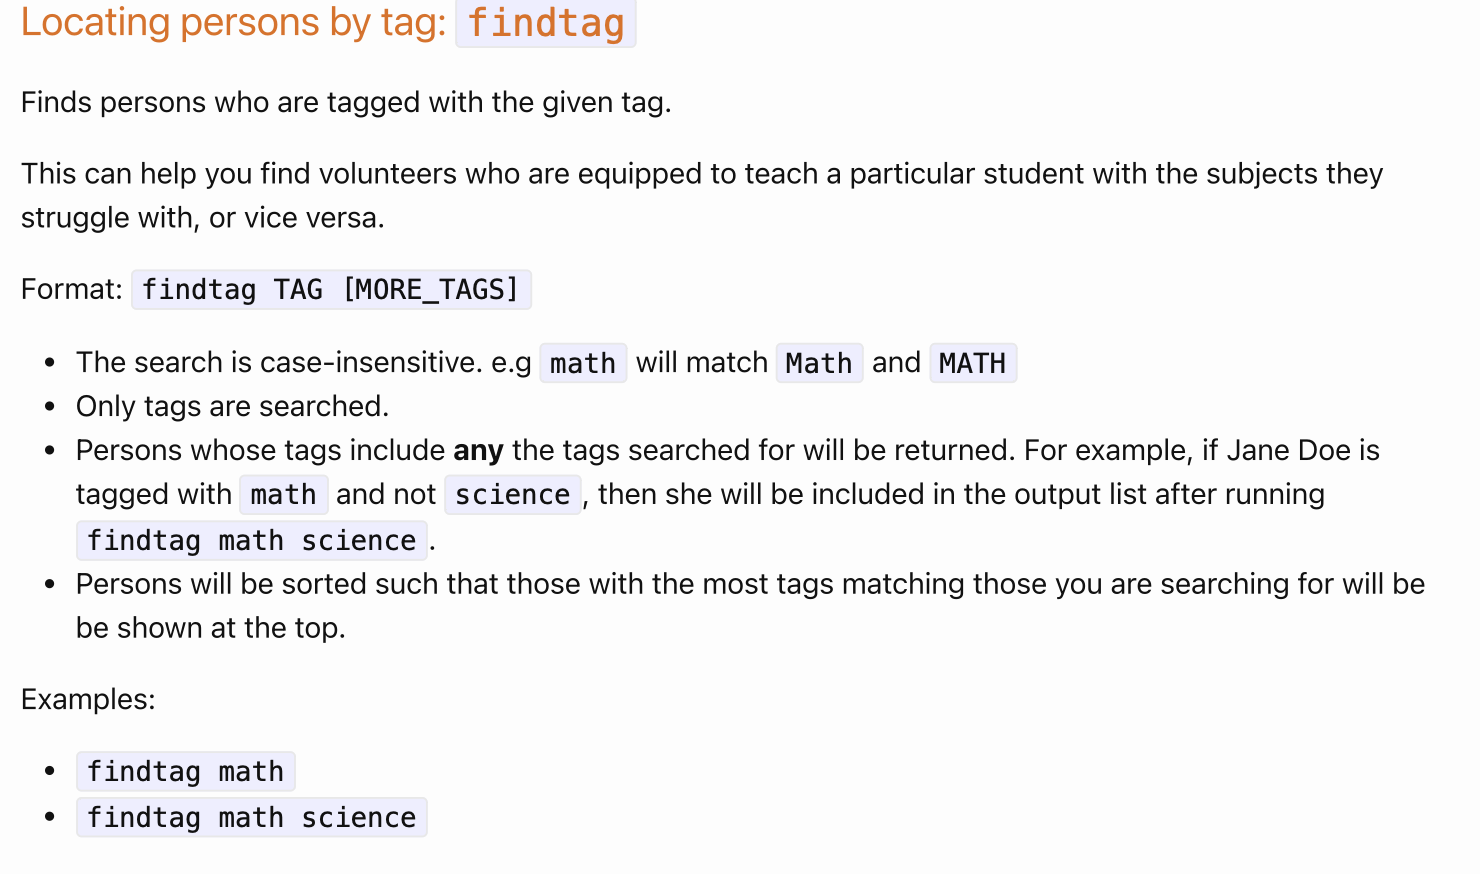 Locating persons by tag: findtag
Finds persons who are tagged with the given tag.
This can help you find volunteers who are equipped to teach a particular student with the subjects they
struggle with, or vice versa.
Format: findtag TAG [MORE_TAGS]
• The search is case-insensitive. e.g math will match Math and MATH
• Only tags are searched.
• Persons whose tags include any the tags searched for will be returned. For example, if Jane Doe is
tagged with math and not science, then she will be included in the output list after running
findtag math science.
• Persons will be sorted such that those with the most tags matching those you are searching for will be
be shown at the top.
Examples:
• findtag math
• findtag math science